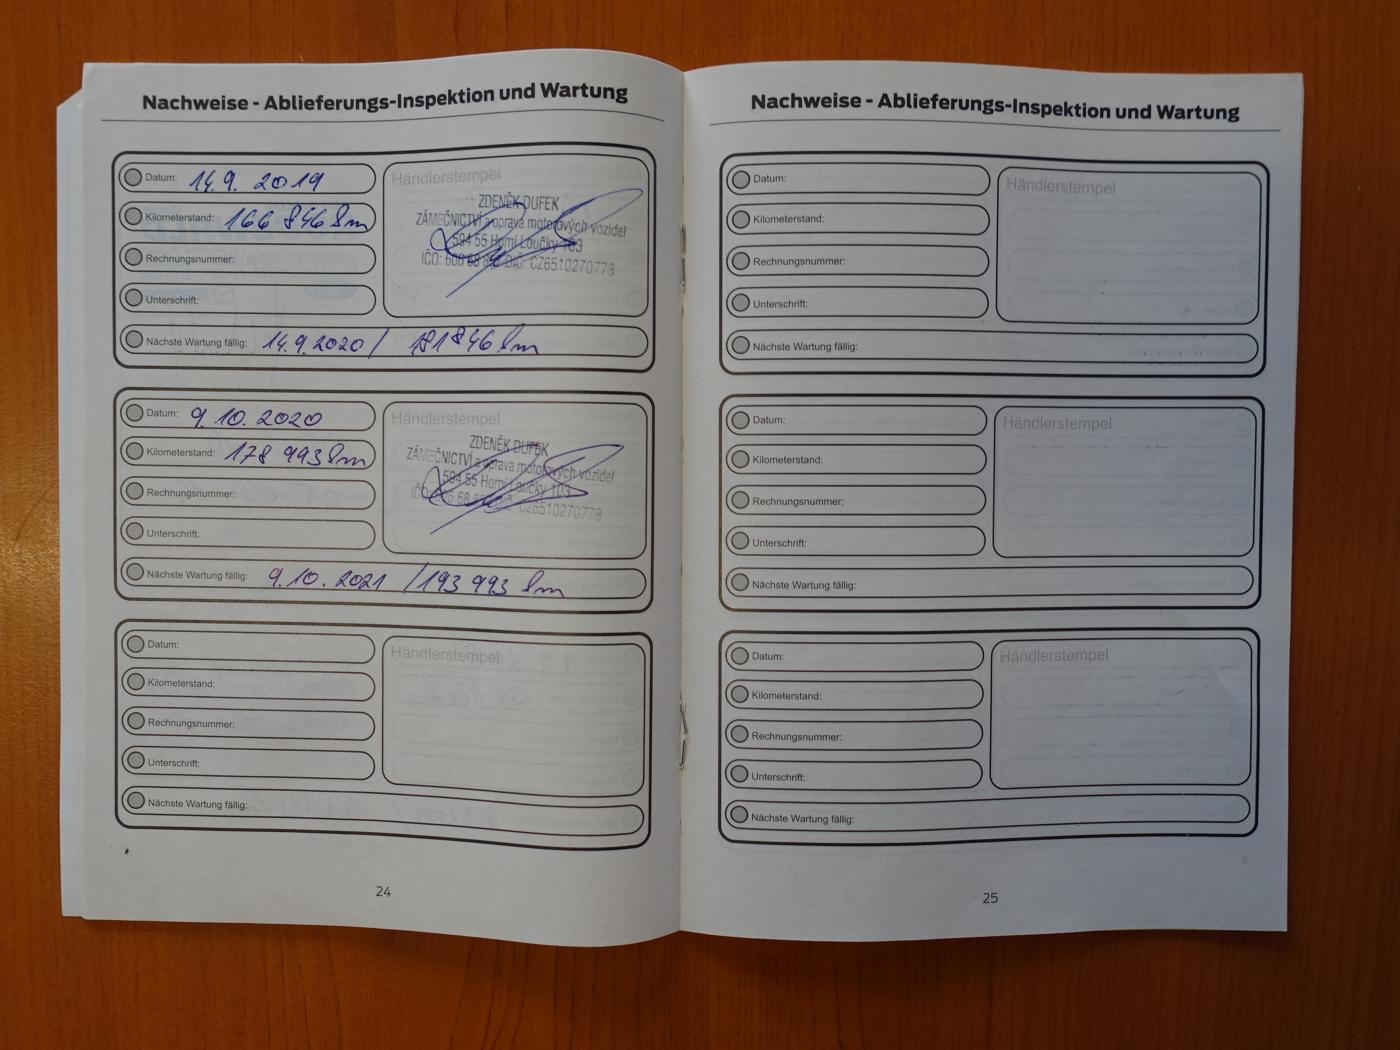 Nachweise - Ablieferungs-Inspektion und Wartung
Datum: 14.9. 2019
Kilometerstand: 166 846 km
Rechnungsnummer:
Unterschrift:
Nächste Wartung fällig: 14.9.2020 / 181846 km
Händlerstempel
ZDENĚK DUFEK
ZÁMEČNICTVÍ a oprava motorových vozidel
594 55 Horní Loučky 103
IČO: DIČ: CZ6510270778
Datum: 9.10.2020
Kilometerstand: 178 993 km
Rechnungsnummer:
Unterschrift:
Nächste Wartung fällig: 9.10.2021 / 193 993 km
Händlerstempel
ZDENĚK DUFEK
ZÁMEČNICTVÍ a oprava motorových vozidel
594 55 Horní Loučky 103
CZ6510270778
Datum:
Kilometerstand:
Rechnungsnummer:
Unterschrift:
Nächste Wartung fällig:
Händlerstempel
24
Nachweise - Ablieferungs-Inspektion und Wartung
Datum:
Kilometerstand:
Rechnungsnummer:
Unterschrift:
Nächste Wartung fällig:
Händlerstempel
Datum:
Kilometerstand:
Rechnungsnummer:
Unterschrift:
Nächste Wartung fällig:
Händlerstempel
Datum:
Kilometerstand:
Rechnungsnummer:
Unterschrift:
Nächste Wartung fällig:
Händlerstempel
25